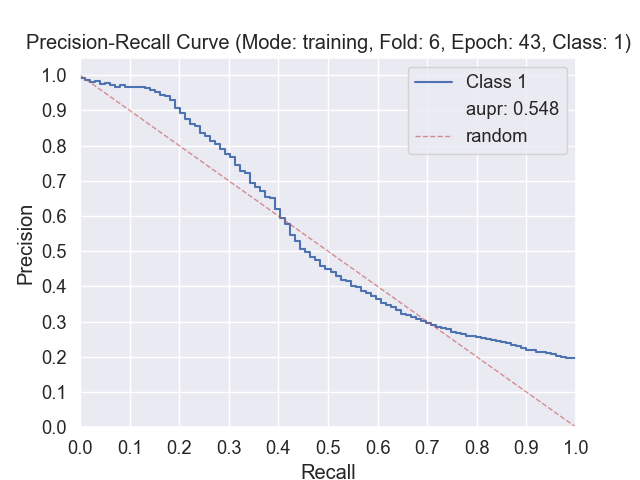 Precision-Recall Curve (Mode: training, Fold: 6, Epoch: 43, Class: 1)
Class 1
aupr: 0.548
random
Precision
1.0
0.9
0.8
0.7
0.6
0.5
0.4
0.3
0.2
0.1
0.0
0.0 0.1 0.2 0.3 0.4 0.5 0.6 0.7 0.8 0.9 1.0
Recall